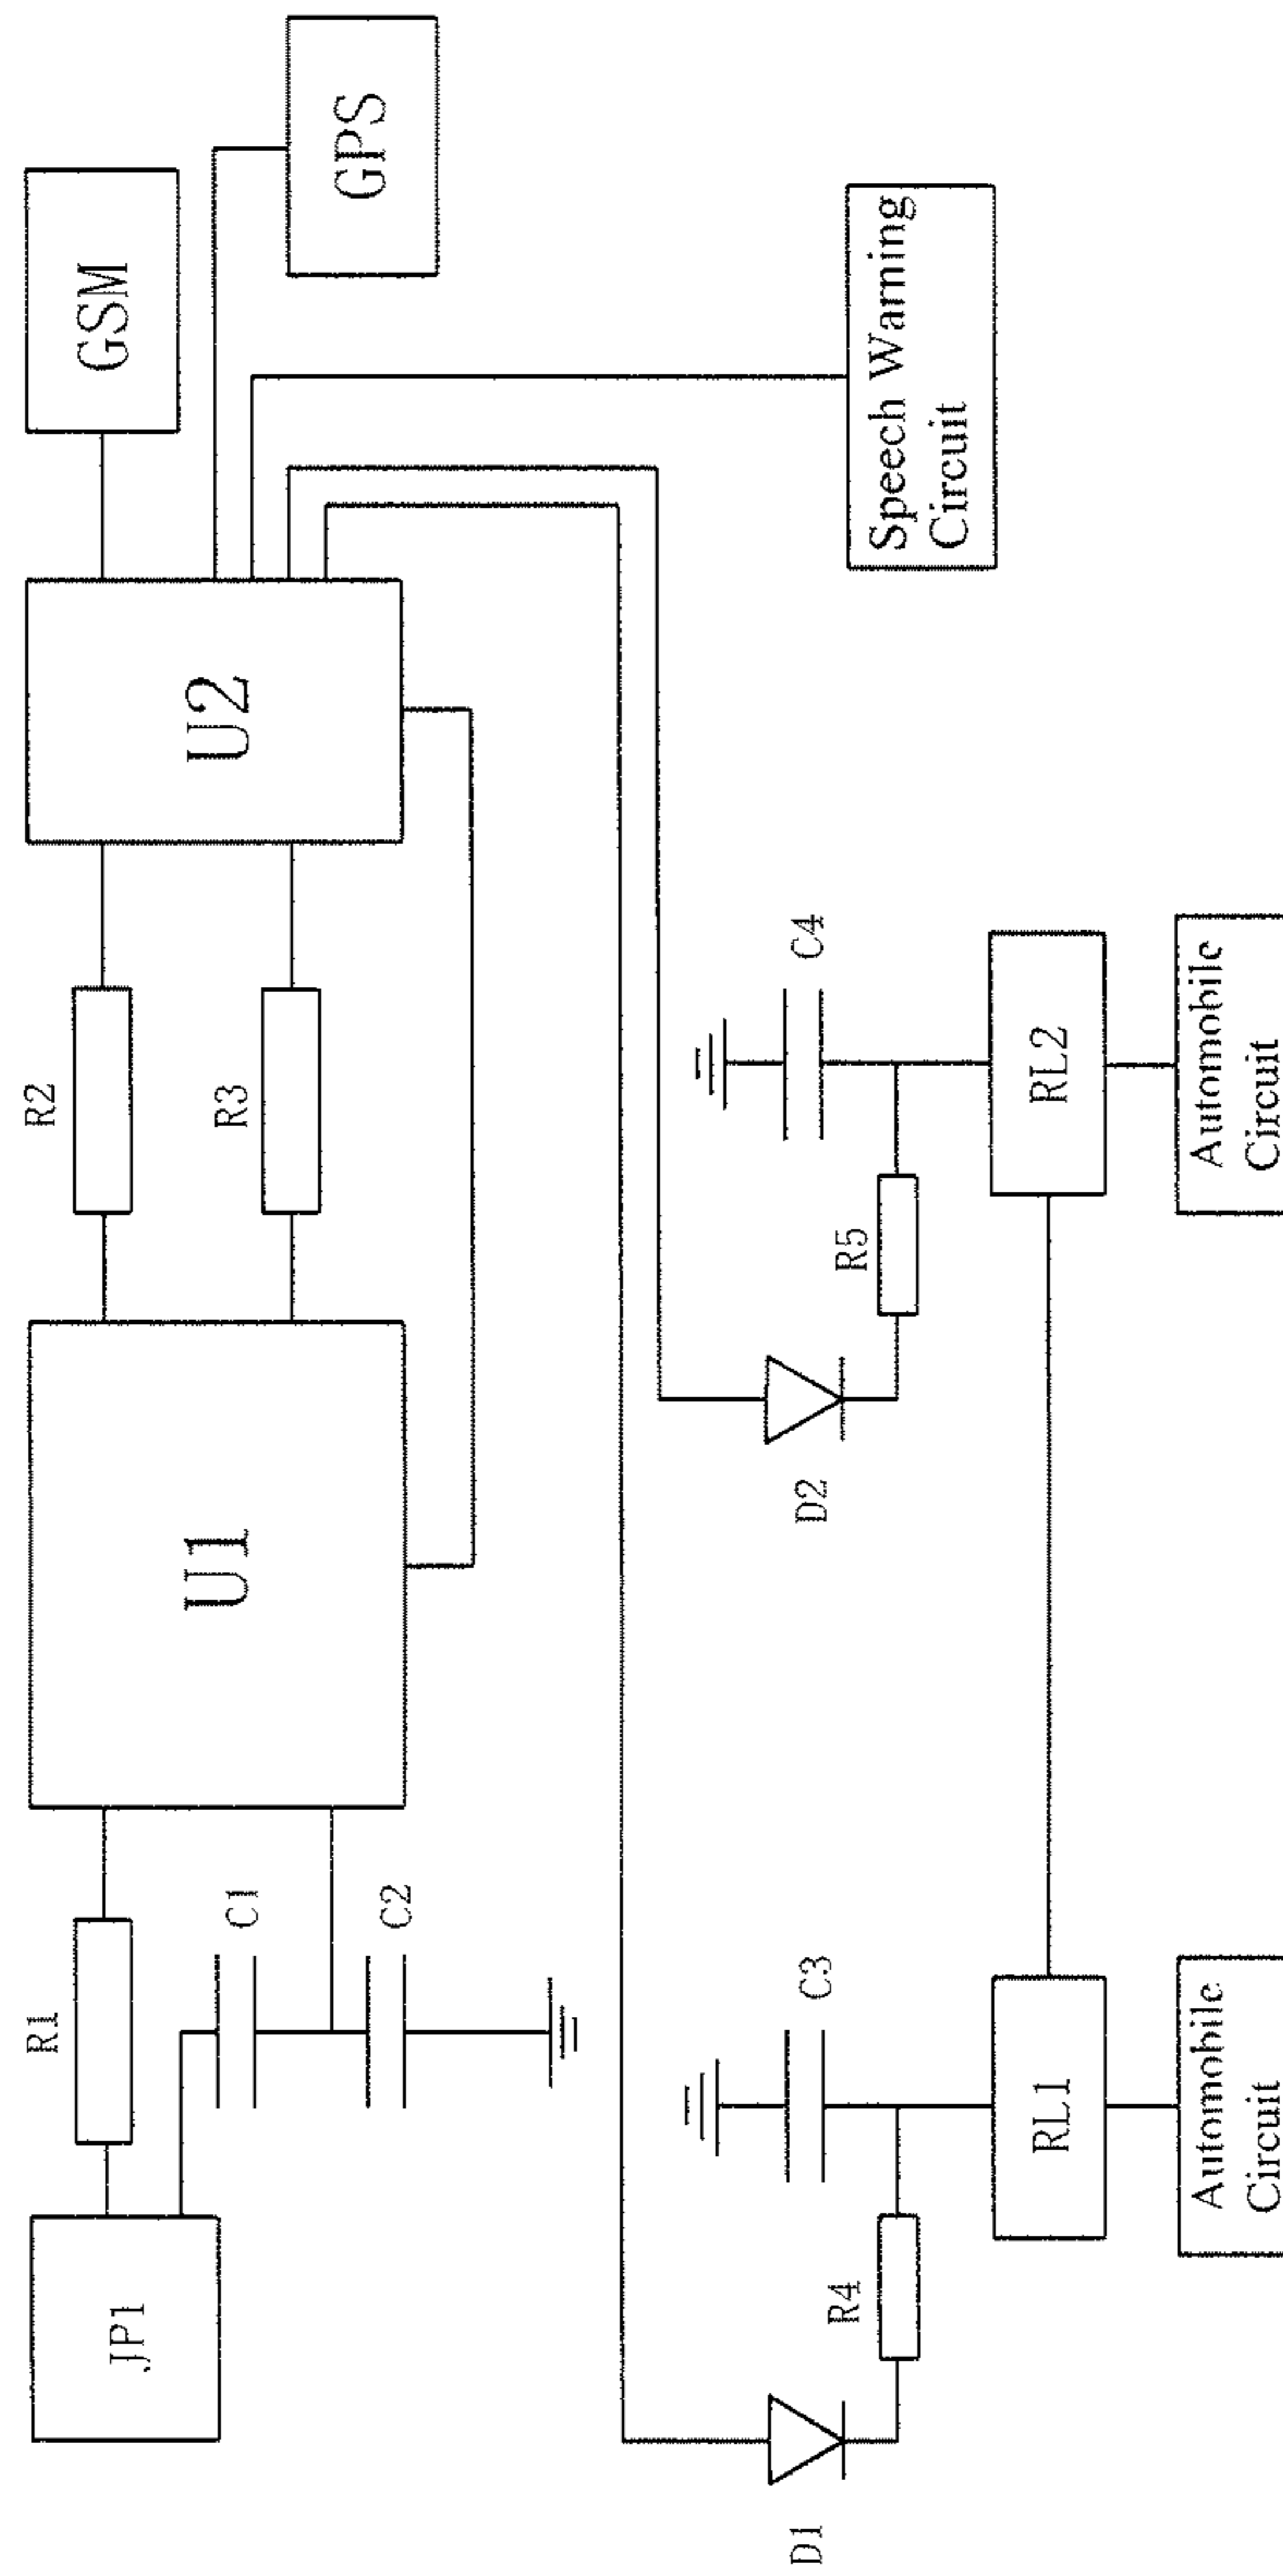 JP1
R1
C1
C2
U1
R2
R3
U2
GSM
GPS
Speech Warning
Circuit
D1
R4
C3
RL1
Automobile
Circuit
D2
R5
C4
RL2
Automobile
Circuit